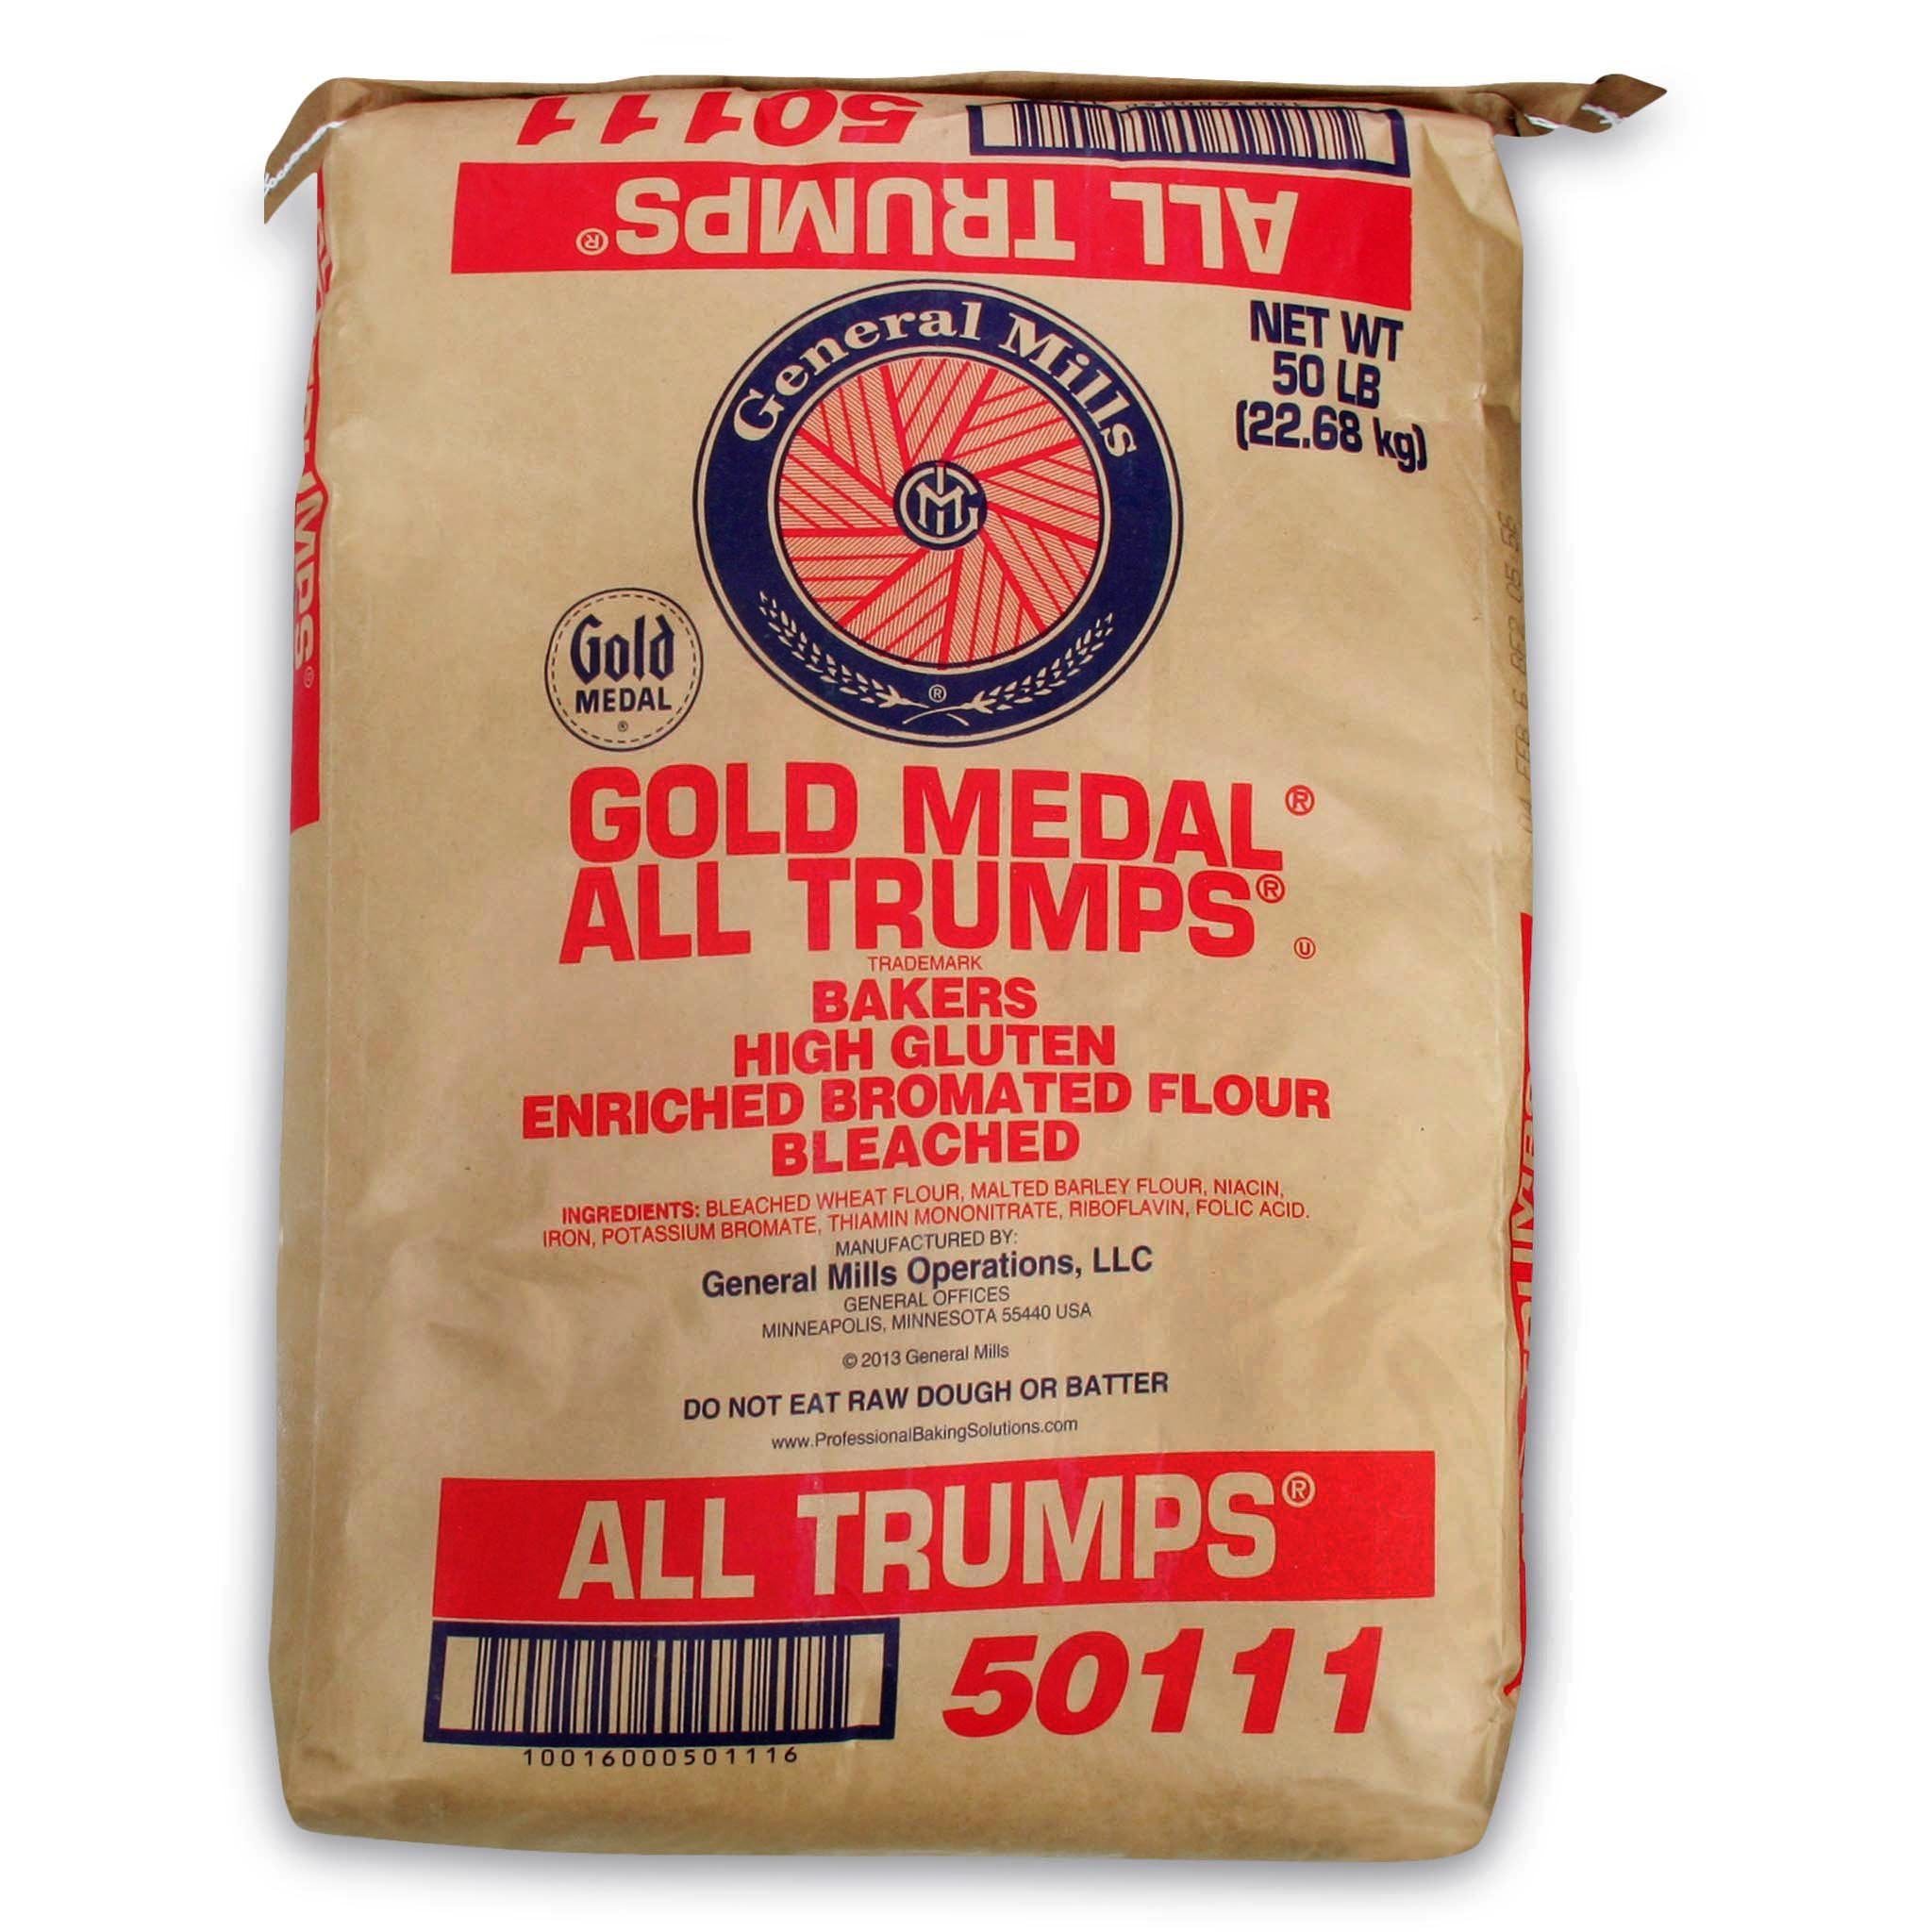 50111
ALL TRUMPS®
NET WT
50 LB
(22.68 kg)
General Mills
GM
®
Gold
MEDAL
®
GOLD MEDAL®
ALL TRUMPS®
U
TRADEMARK
BAKERS
HIGH GLUTEN
ENRICHED BROMATED FLOUR
BLEACHED
INGREDIENTS: BLEACHED WHEAT FLOUR, MALTED BARLEY FLOUR, NIACIN,
IRON, POTASSIUM BROMATE, THIAMIN MONONITRATE, RIBOFLAVIN, FOLIC ACID.
MANUFACTURED BY:
General Mills Operations, LLC
GENERAL OFFICES
MINNEAPOLIS, MINNESOTA 55440 USA
© 2013 General Mills
DO NOT EAT RAW DOUGH OR BATTER
www.ProfessionalBakingSolutions.com
ALL TRUMPS®
50111
10016000501116